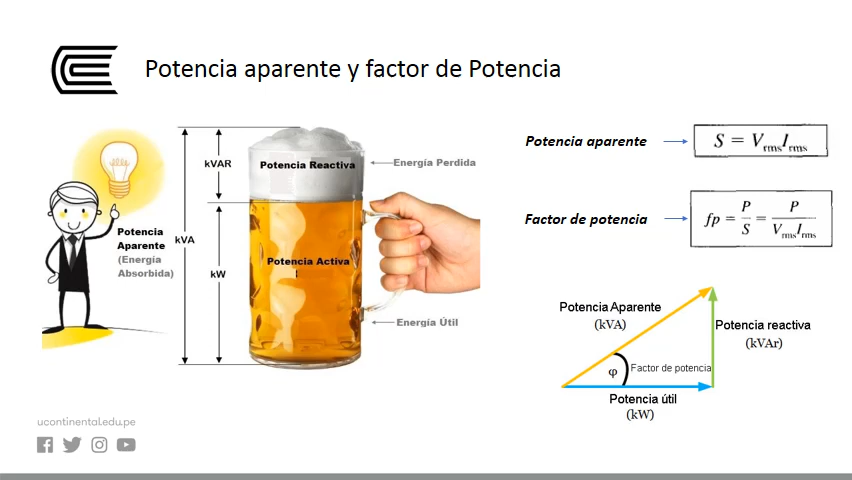 Potencia aparente y factor de Potencia
kVAR
Potencia Reactiva
Energía Perdida
Potencia
Aparente
(Energía
Absorbida)
kVA
kW
Potencia Activa
Energía Útil
Potencia aparente
S = VrmsIrms
Factor de potencia
fp = P/S = P/VrmsIrms
Potencia Aparente
(kVA)
Potencia reactiva
(kVAr)
φ
Factor de potencia
Potencia útil
(kW)
ucontinental.edu.pe